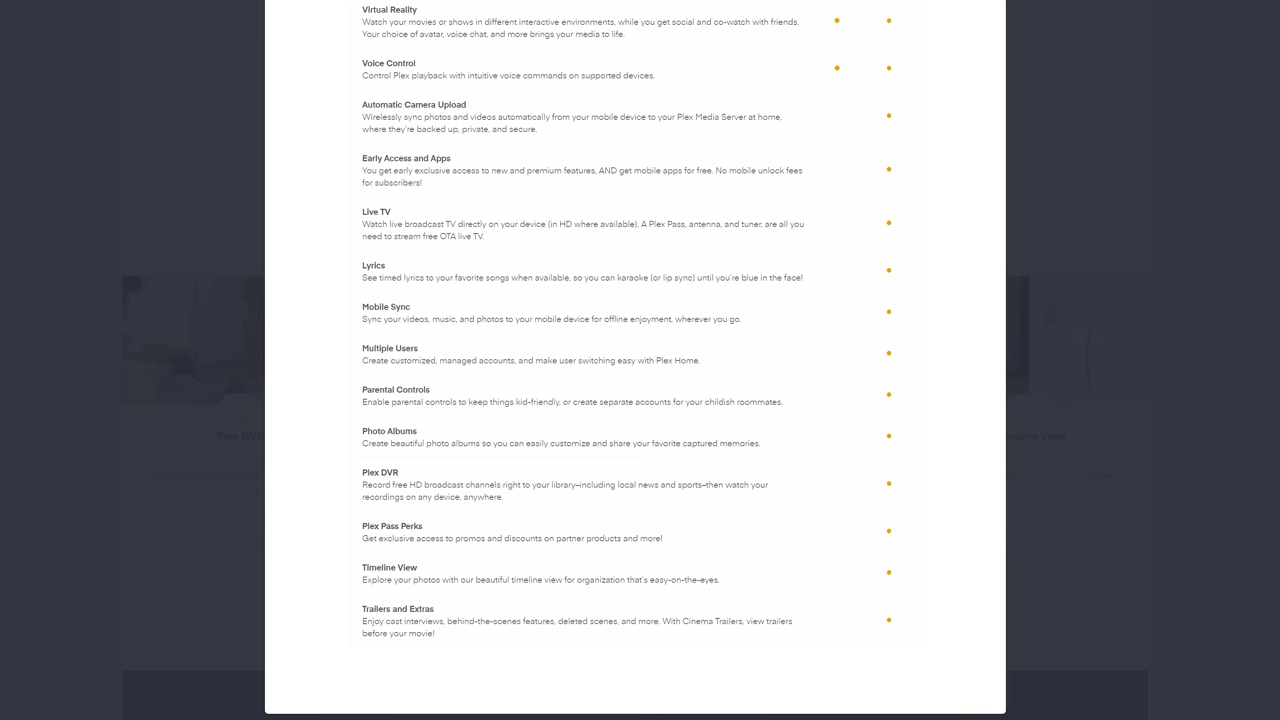 Virtual Reality
Watch your movies or shows in different interactive environments, while you get social and co-watch with friends.
Your choice of avatar, voice chat, and more brings your media to life.
Voice Control
Control Plex playback with intuitive voice commands on supported devices.
Automatic Camera Upload
Wirelessly sync photos and videos automatically from your mobile device to your Plex Media Server at home,
where they're backed up, private, and secure.
Early Access and Apps
You get early exclusive access to new and premium features, AND get mobile apps for free. No mobile unlock fees
for subscribers!
Live TV
Watch live broadcast TV directly on your device (in HD where available). A Plex Pass, antenna, and tuner, are all you
need to stream free OTA live TV.
Lyrics
See timed lyrics to your favorite songs when available, so you can karaoke (or lip sync) until you're blue in the face!
Mobile Sync
Sync your videos, music, and photos to your mobile device for offline enjoyment, wherever you go.
Multiple Users
Create customized, managed accounts, and make user switching easy with Plex Home.
Parental Controls
Enable parental controls to keep things kid-friendly, or create separate accounts for your childish roommates.
Photo Albums
Create beautiful photo albums so you can easily customize and share your favorite captured memories.
Plex DVR
Record free HD broadcast channels right to your library–including local news and sports–then watch your
recordings on any device, anywhere.
Plex Pass Perks
Get exclusive access to promos and discounts on partner products and more!
Timeline View
Explore your photos with our beautiful timeline view for organization that's easy-on-the-eyes.
Trailers and Extras
Enjoy cast interviews, behind-the-scenes features, deleted scenes, and more. With Cinema Trailers, view trailers
before your movie!
Plex DVR
View